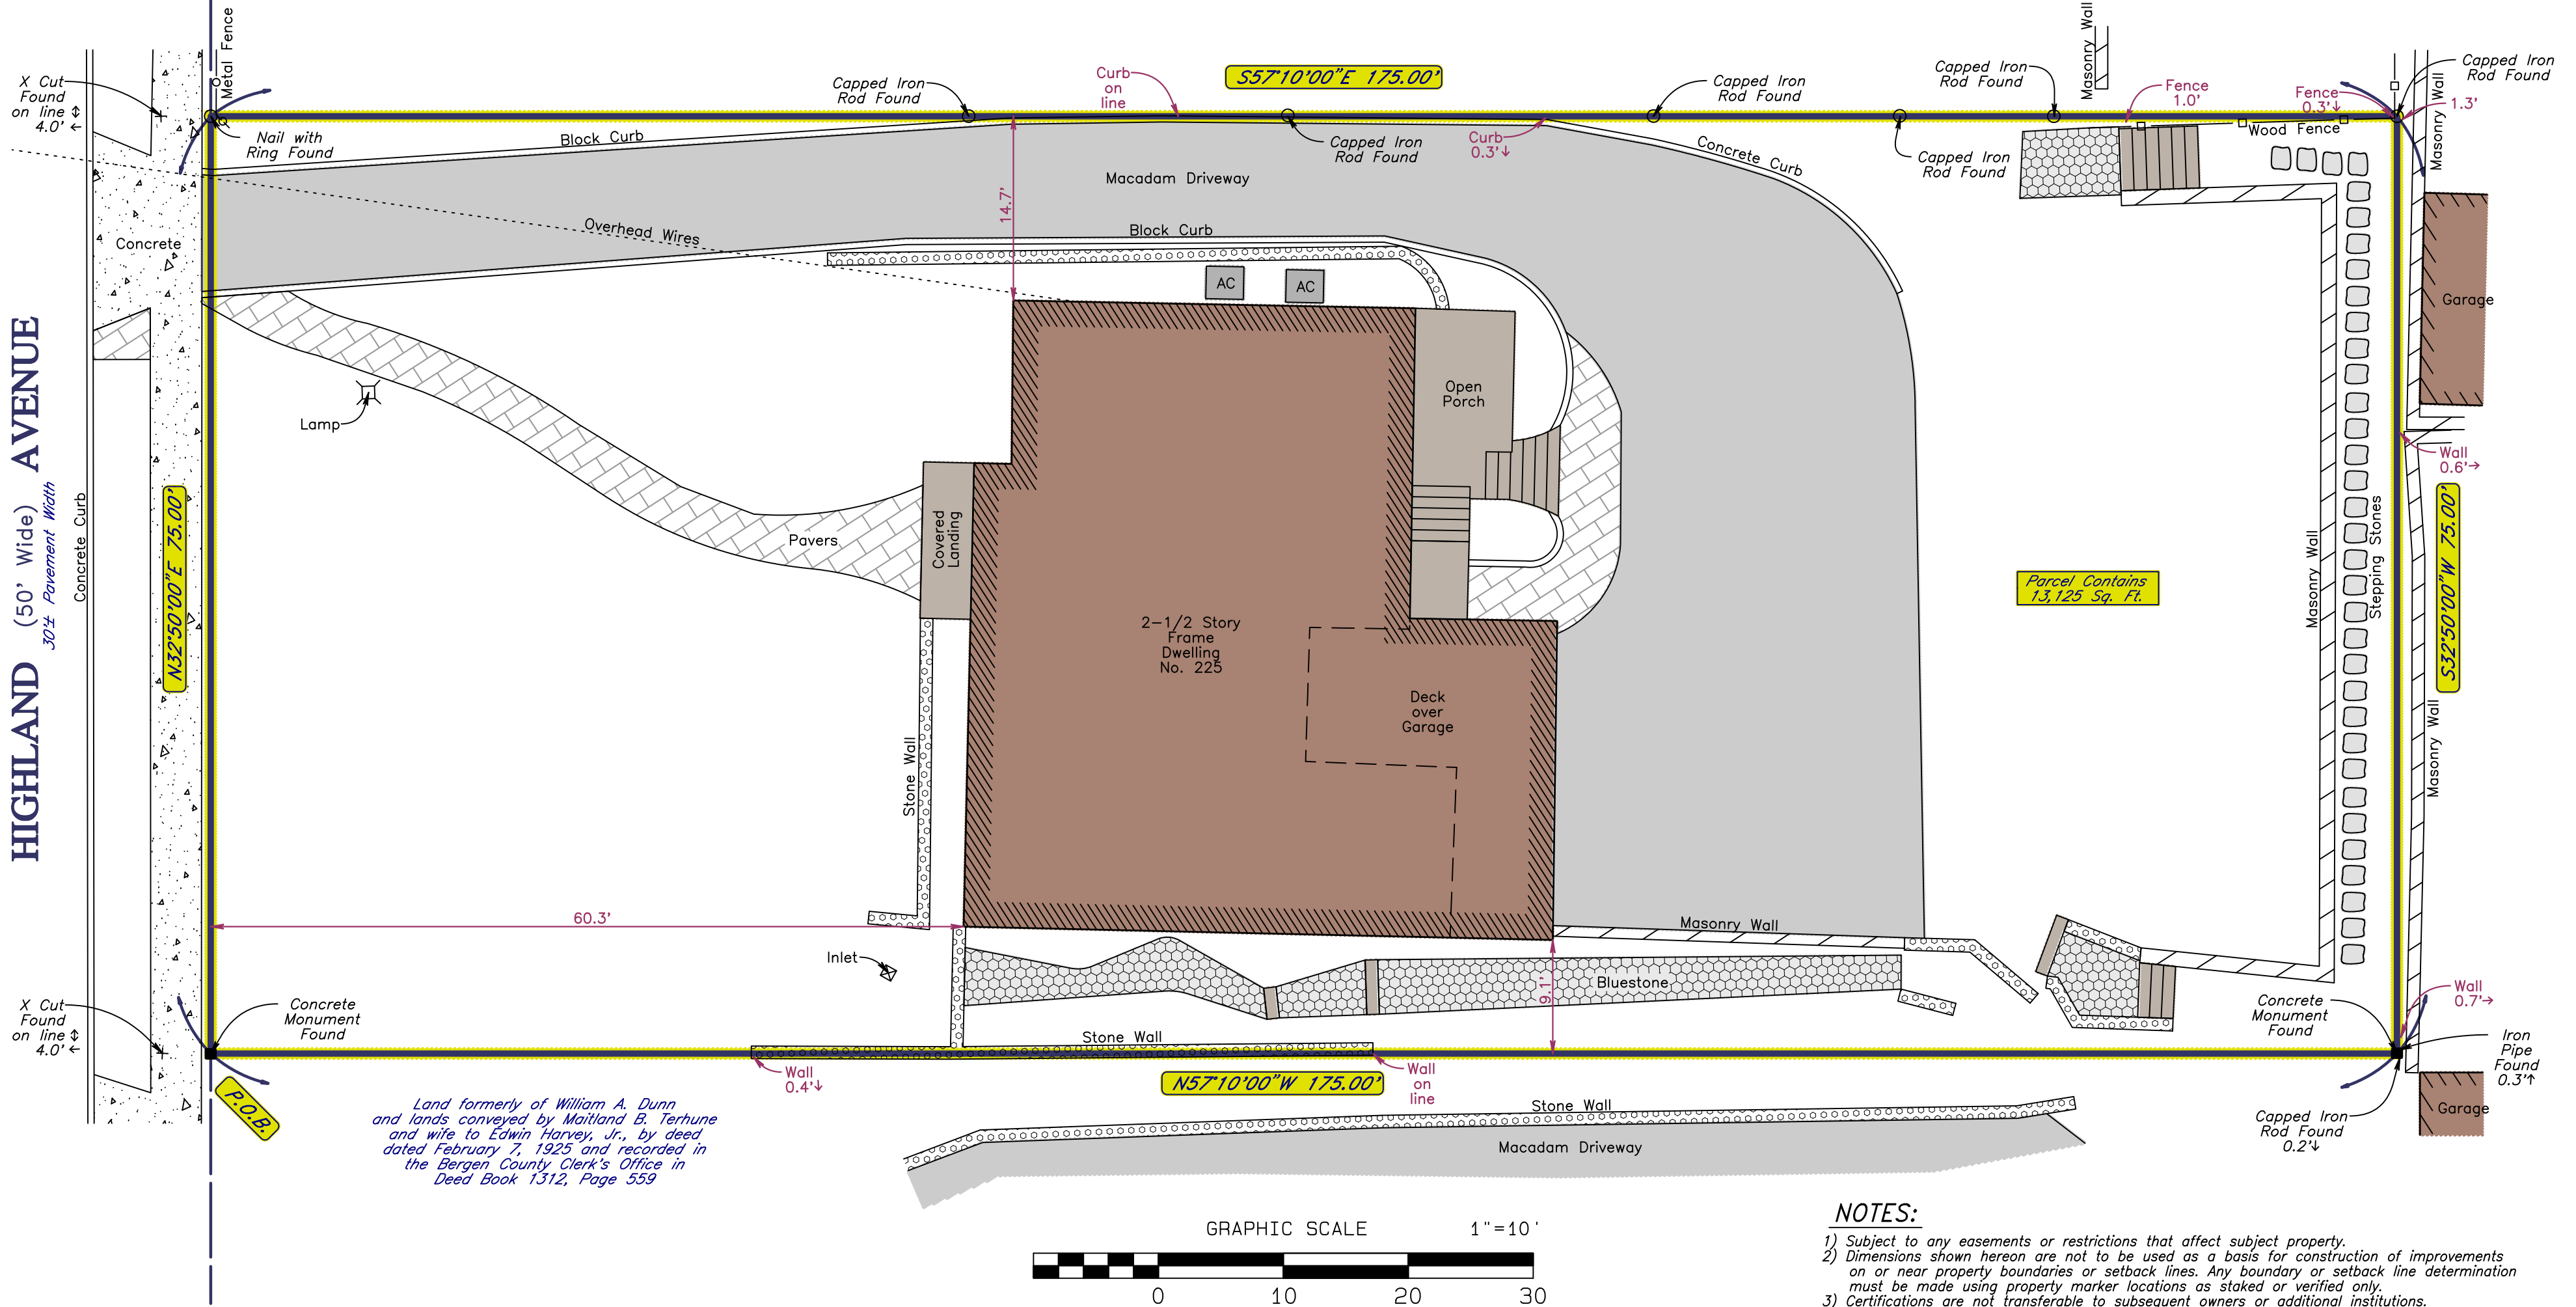 X Cut
Found
on line ↕
4.0' ←
Metal Fence
Nail with
Ring Found
Block Curb
Capped Iron
Rod Found
Curb
on
line
S57°10'00"E 175.00'
Capped Iron
Rod Found
Curb
0.3'↓
Capped Iron
Rod Found
Concrete Curb
Capped Iron
Rod Found
Capped Iron
Rod Found
Masonry Wall
Fence
1.0'
Fence
0.3'↓
Wood Fence
1.3'
Capped Iron
Rod Found
Masonry Wall
Macadam Driveway
14.7'
Overhead Wires
Block Curb
Concrete
AC
AC
Garage
HIGHLAND (50' Wide) AVENUE
30'± Pavement Width
Concrete Curb
N32°50'00"E 75.00'
Lamp
Pavers
Covered
Landing
Open
Porch
2-1/2 Story
Frame
Dwelling
No. 225
Deck
over
Garage
Parcel Contains
13,125 Sq. Ft.
Masonry Wall
Stepping Stones
Wall
0.6'→
S32°50'00"W 75.00'
Masonry Wall
Stone Wall
60.3'
Inlet
Masonry Wall
Bluestone
9.1'
X Cut
Found
on line ↕
4.0' ←
Concrete
Monument
Found
Stone Wall
Wall
0.4'↓
N57°10'00"W 175.00'
Wall
on
line
Concrete
Monument
Found
Wall
0.7'→
Iron
Pipe
Found
0.3'↑
Capped Iron
Rod Found
0.2'↓
Garage
P.O.B.
Land formerly of William A. Dunn
and lands conveyed by Maitland B. Terhune
and wife to Edwin Harvey, Jr., by deed
dated February 7, 1925 and recorded in
the Bergen County Clerk's Office in
Deed Book 1312, Page 559
Stone Wall
Macadam Driveway
GRAPHIC SCALE 1"=10'
0 10 20 30
NOTES:
1) Subject to any easements or restrictions that affect subject property.
2) Dimensions shown hereon are not to be used as a basis for construction of improvements
on or near property boundaries or setback lines. Any boundary or setback line determination
must be made using property marker locations as staked or verified only.
3) Certifications are not transferable to subsequent owners or additional institutions.